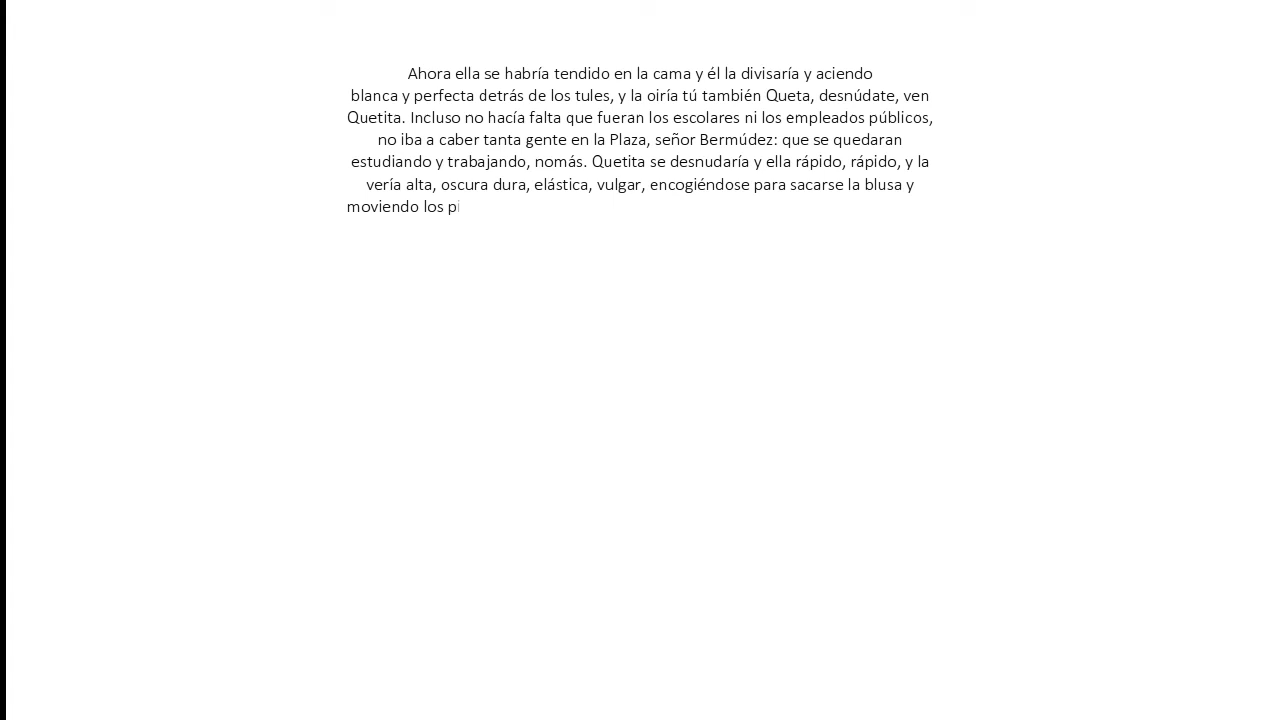 Ahora ella se habría tendido en la cama y él la divisaría y aciendo
blanca y perfecta detrás de los tules, y la oiría tú también Queta, desnúdate, ven
Quetita. Incluso no hacía falta que fueran los escolares ni los empleados públicos,
no iba a caber tanta gente en la Plaza, señor Bermúdez: que se quedaran
estudiando y trabajando, nomás. Quetita se desnudaría y ella rápido, rápido, y la
vería alta, oscura dura, elástica, vulgar, encogiéndose para sacarse la blusa y
moviendo los pi